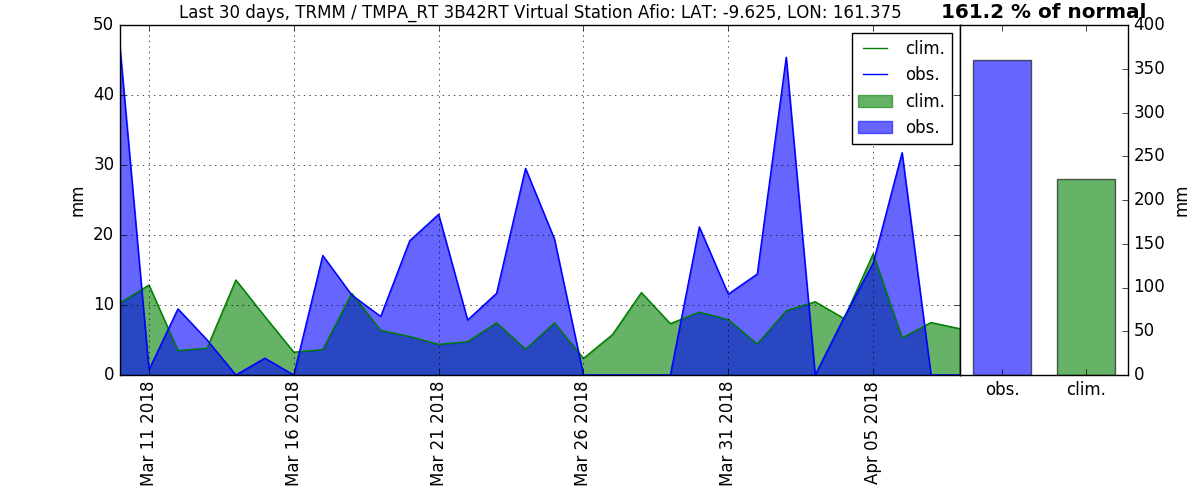 Last 30 days, TRMM / TMPA_RT 3B42RT Virtual Station Afio: LAT: -9.625, LON: 161.375
161.2 % of normal
50
40
30
20
10
0
mm
clim.
obs.
clim.
obs.
Mar 11 2018
Mar 16 2018
Mar 21 2018
Mar 26 2018
Mar 31 2018
Apr 05 2018
400
350
300
250
200
150
100
50
0
mm
obs.
clim.